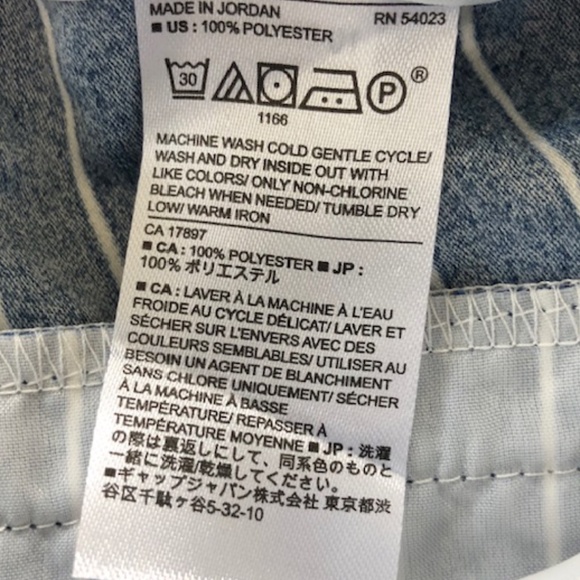 MADE IN JORDAN RN 54023
■ US : 100% POLYESTER
30 P ®
1166
MACHINE WASH COLD GENTLE CYCLE/
WASH AND DRY INSIDE OUT WITH
LIKE COLORS/ ONLY NON-CHLORINE
BLEACH WHEN NEEDED/ TUMBLE DRY
LOW/ WARM IRON
CA 17897
■ CA : 100% POLYESTER ■ JP :
100% ポリエステル
■ CA : LAVER À LA MACHINE À L'EAU
FROIDE AU CYCLE DÉLICAT/ LAVER ET
SÉCHER SUR L'ENVERS AVEC DES
COULEURS SEMBLABLES/ UTILISER AU
BESOIN UN AGENT DE BLANCHIMENT
SANS CHLORE UNIQUEMENT/ SÉCHER
À LA MACHINE À BASSE
TEMPÉRATURE/ REPASSER À
TEMPÉRATURE MOYENNE ■ JP : 洗濯
の際は裏返しにして、同系色のものと
一緒に洗濯/乾燥してください。
■ギャップジャパン株式会社 東京都渋
谷区千駄ヶ谷5-32-10